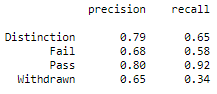 precision recall
Distinction 0.79 0.65
Fail 0.68 0.58
Pass 0.80 0.92
Withdrawn 0.65 0.34